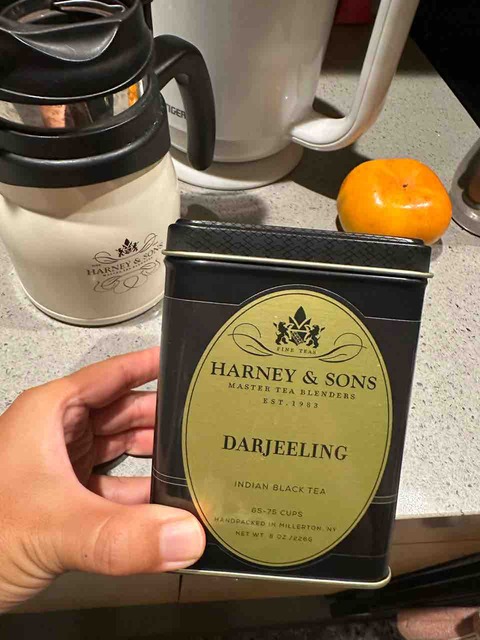 TIGER
HARNEY & SONS
FINE TEAS
HARNEY & SONS
MASTER TEA BLENDERS
EST. 1983
DARJEELING
INDIAN BLACK TEA
65-75 CUPS
HANDPACKED IN MILLERTON, NY
NET WT. 8 OZ /226G